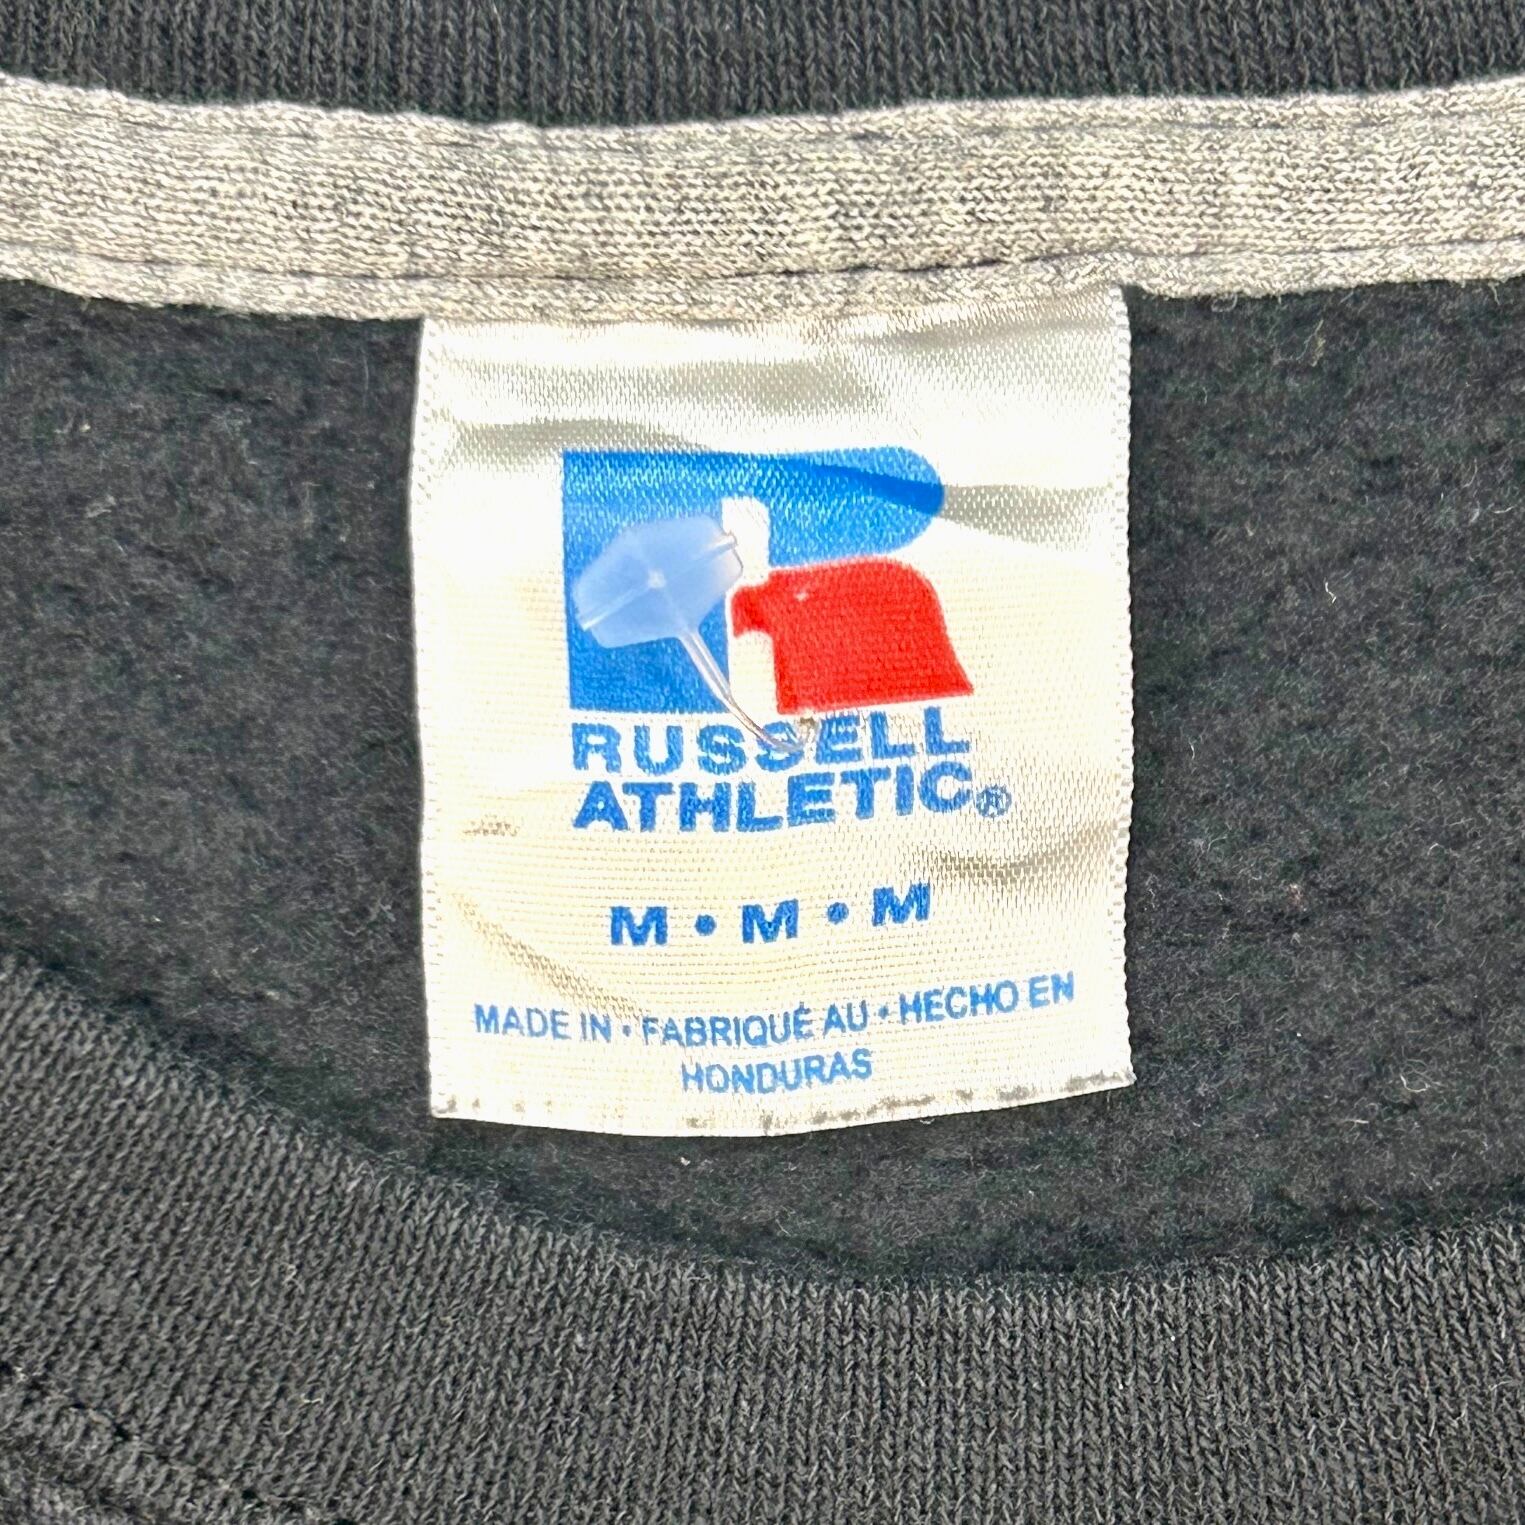 RUSSELL
ATHLETIC®
M • M • M
MADE IN • FABRIQUÉ AU • HECHO EN
HONDURAS